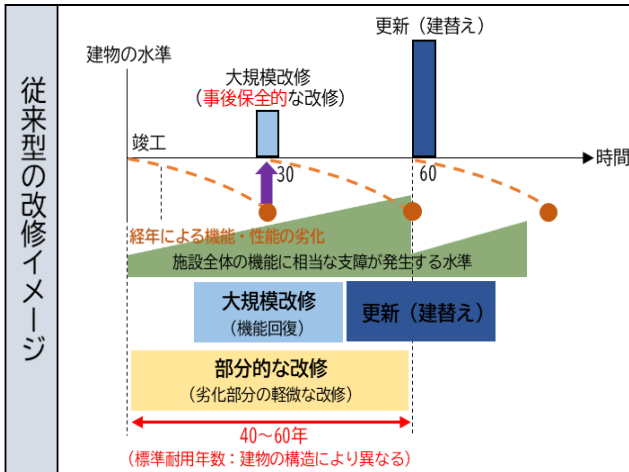 従来型の改修イメージ
更新（建替え）
建物の水準
大規模改修
（事後保全的な改修）
竣工
時間
30
60
経年による機能・性能の劣化
施設全体の機能に相当な支障が発生する水準
大規模改修
（機能回復）
更新（建替え）
部分的な改修
（劣化部分の軽微な改修）
40～60年
（標準耐用年数：建物の構造により異なる）